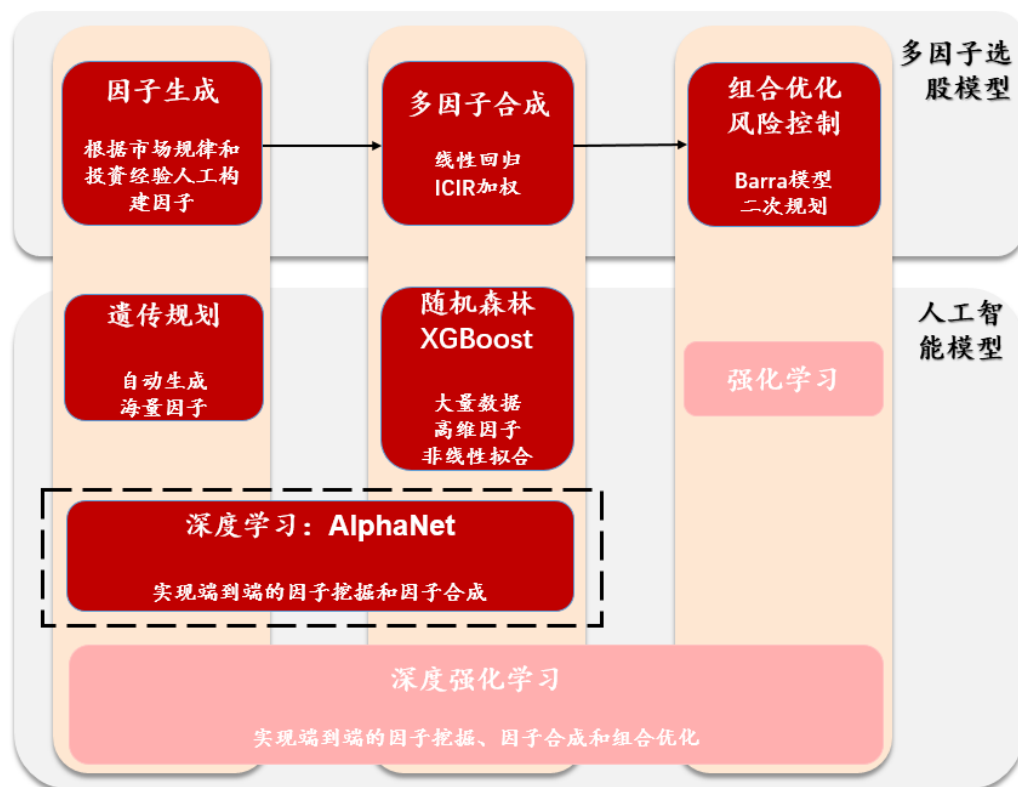 多因子选
股模型
因子生成
根据市场规律和
投资经验人工构
建因子
多因子合成
线性回归
ICIR加权
组合优化
风险控制
Barra模型
二次规划
人工智
能模型
遗传规划
自动生成
海量因子
随机森林
XGBoost
大量数据
高维因子
非线性拟合
强化学习
深度学习：AlphaNet
实现端到端的因子挖掘和因子合成
深度强化学习
实现端到端的因子挖掘、因子合成和组合优化